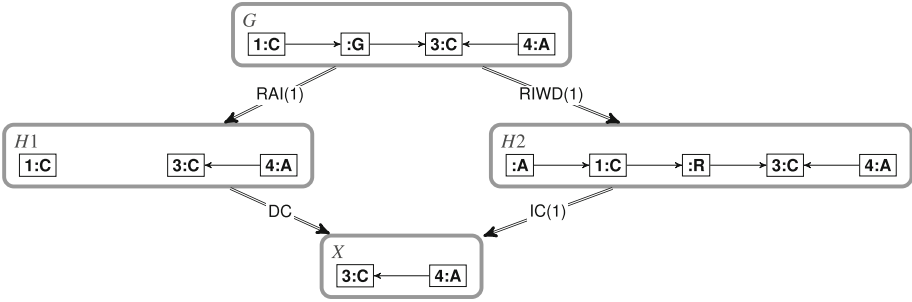 G
1:C :G 3:C 4:A
RAI(1) RIWD(1)
H1 H2
1:C 3:C 4:A :A 1:C :R 3:C 4:A
DC IC(1)
X
3:C 4:A